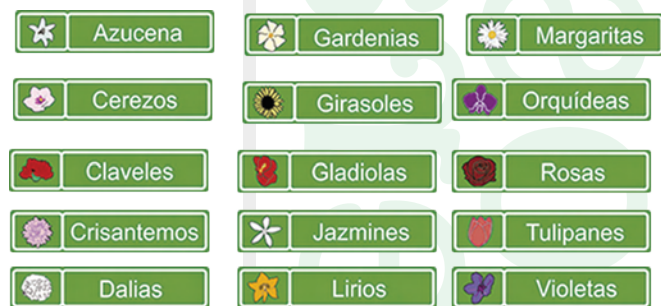 Azucena
Cerezos
Claveles
Crisantemos
Dalias
Gardenias
Girasoles
Gladiolas
Jazmines
Lirios
Margaritas
Orquídeas
Rosas
Tulipanes
Violetas